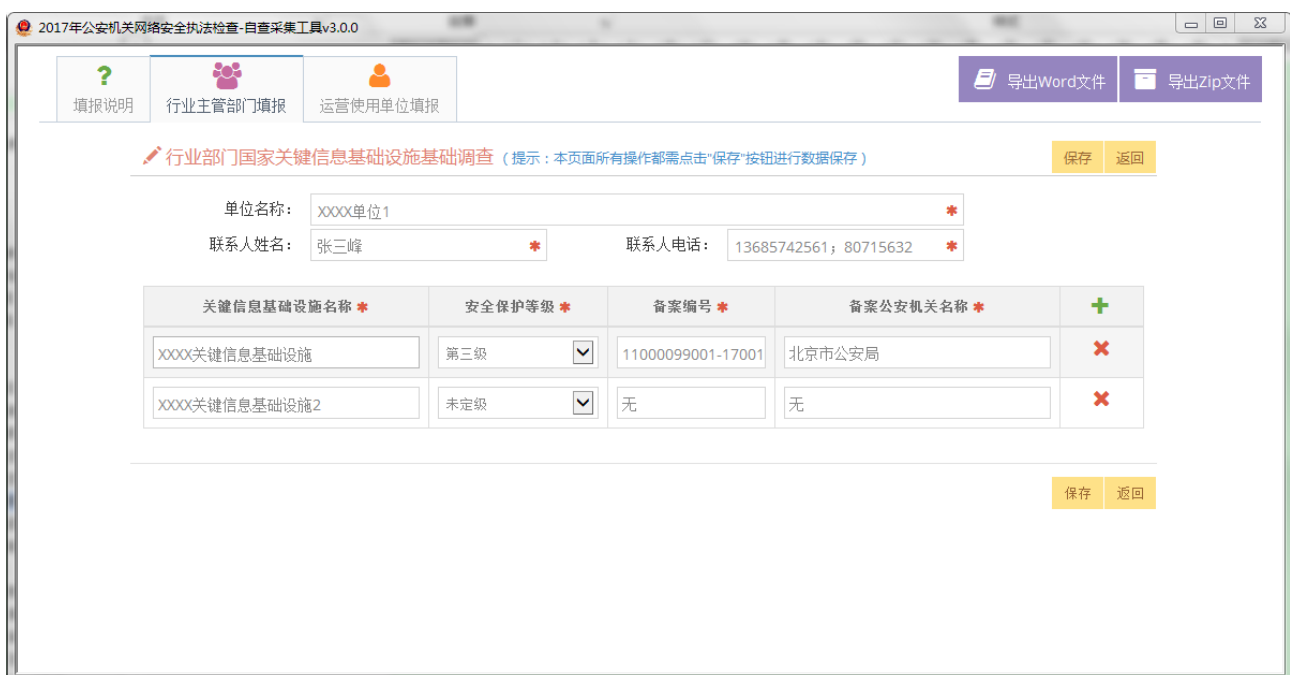 2017年公安机关网络安全执法检查-自查采集工具v3.0.0
填报说明 行业主管部门填报 运营使用单位填报 导出Word文件 导出Zip文件
行业部门国家关键信息基础设施基础调查 (提示：本页面所有操作都需点击"保存"按钮进行数据保存) 保存 返回
单位名称： XXXX单位1 *
联系人姓名： 张三峰 * 联系人电话： 13685742561；80715632 *
关键信息基础设施名称 * 安全保护等级 * 备案编号 * 备案公安机关名称 *
XXXX关键信息基础设施 第三级 11000099001-17001 北京市公安局
XXXX关键信息基础设施2 未定级 无 无
保存 返回